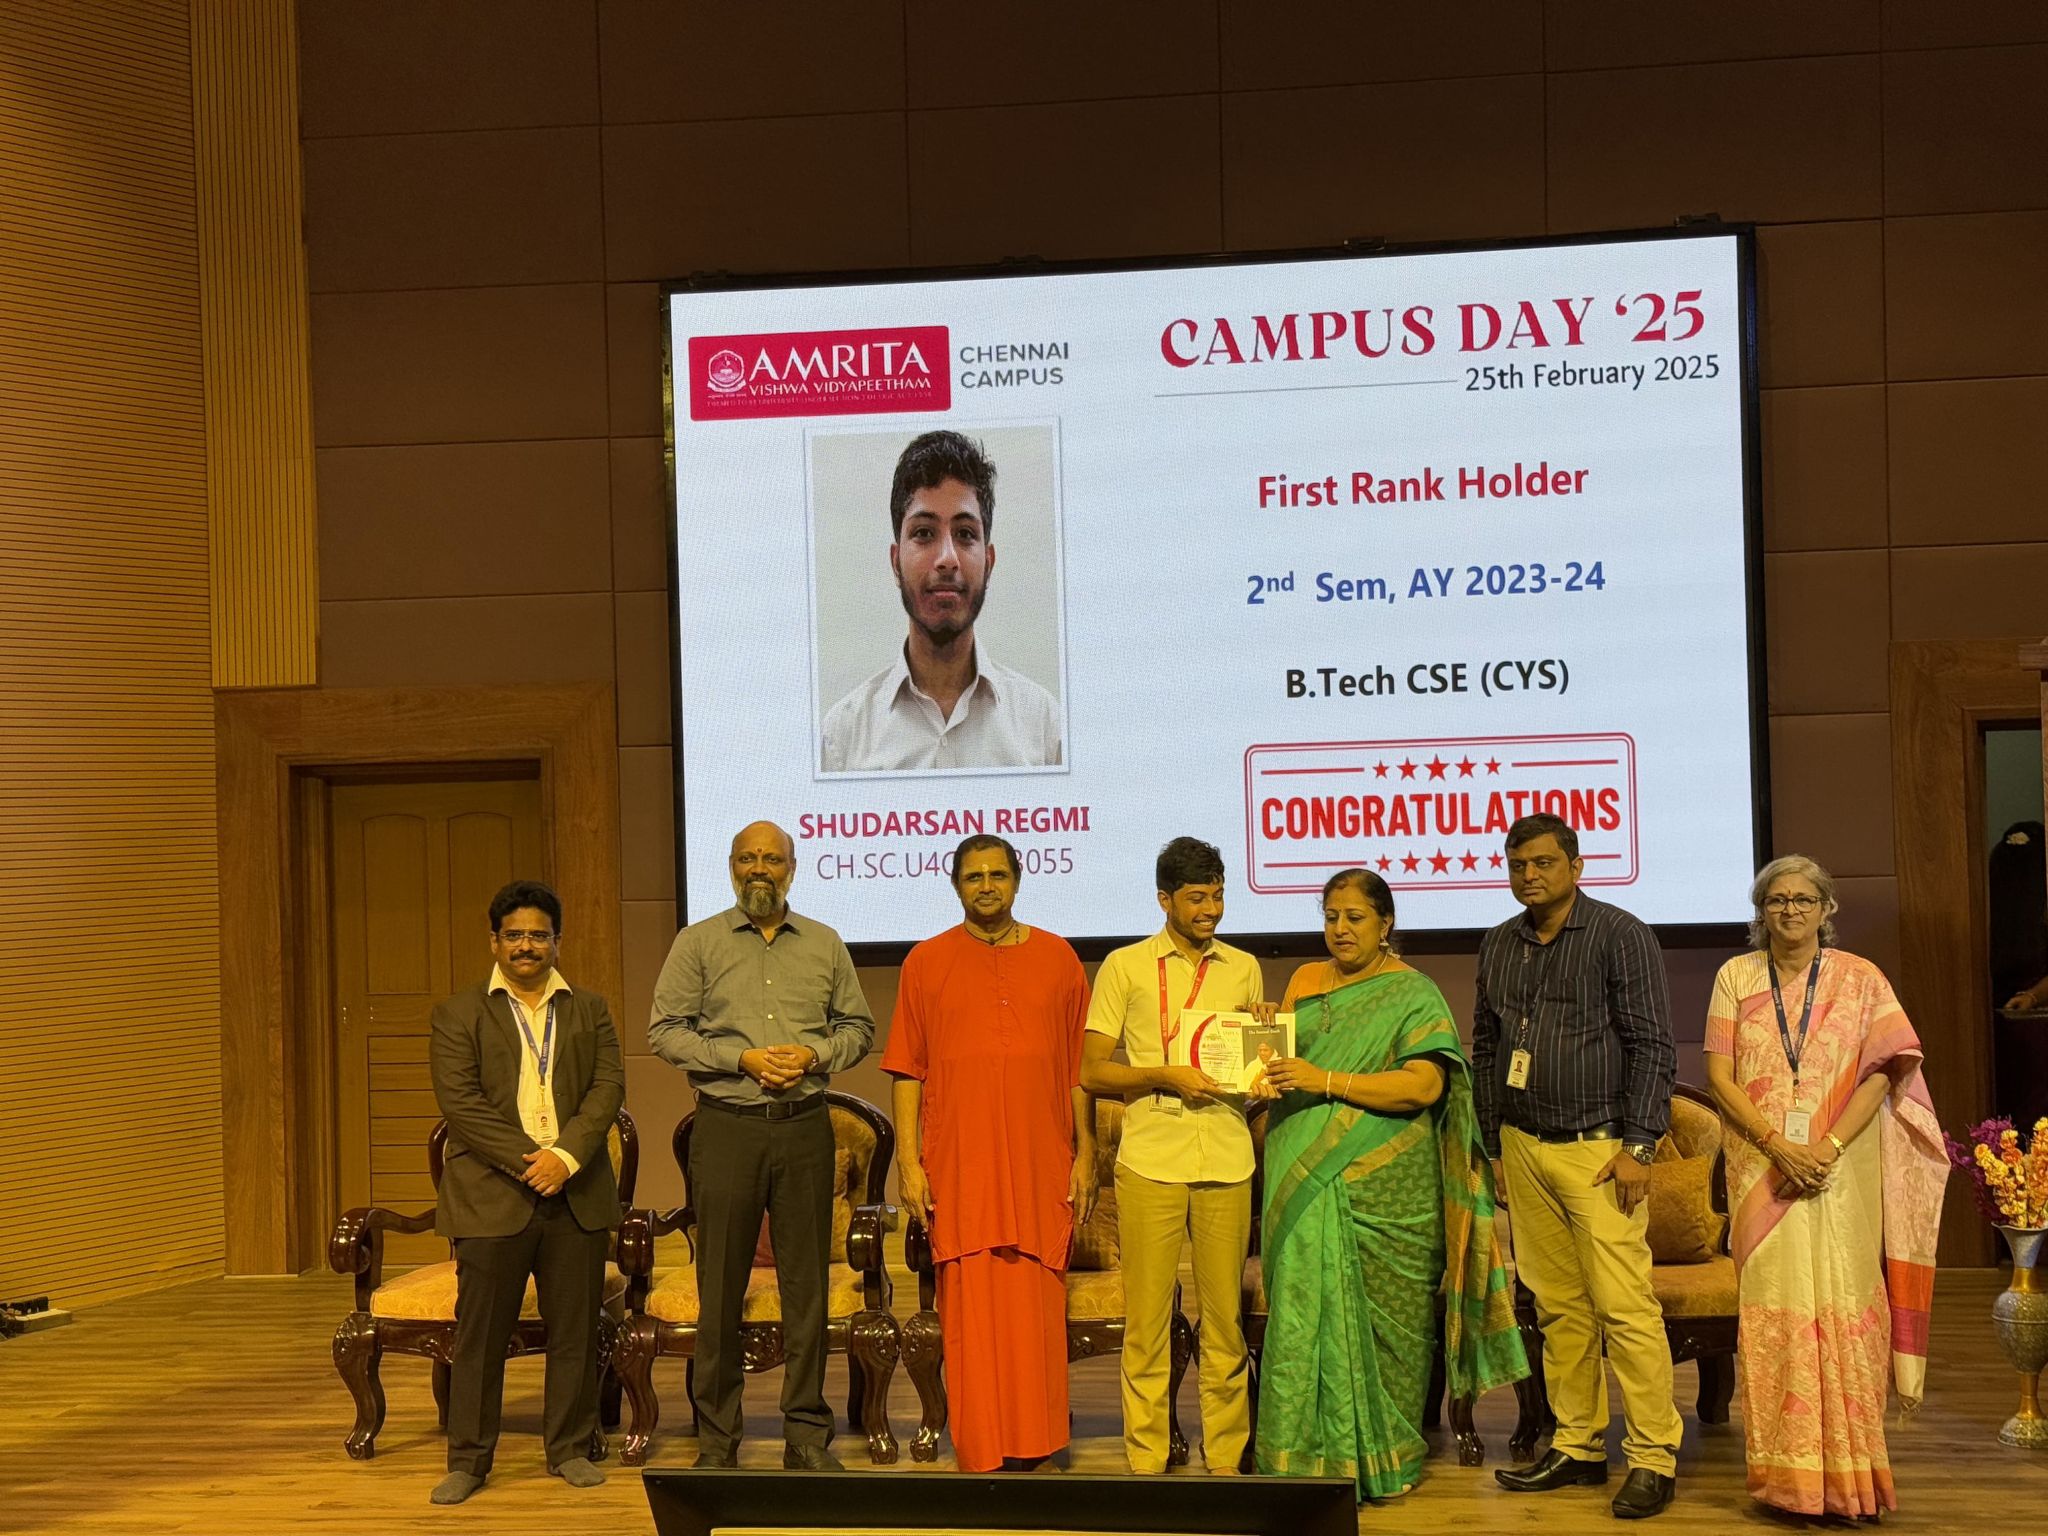 AMRITA
VISHWA VIDYAPEETHAM
CHENNAI
CAMPUS
CAMPUS DAY ‘25
25th February 2025
First Rank Holder
2nd Sem, AY 2023-24
B.Tech CSE (CYS)
CONGRATULATIONS
SHUDARSAN REGMI